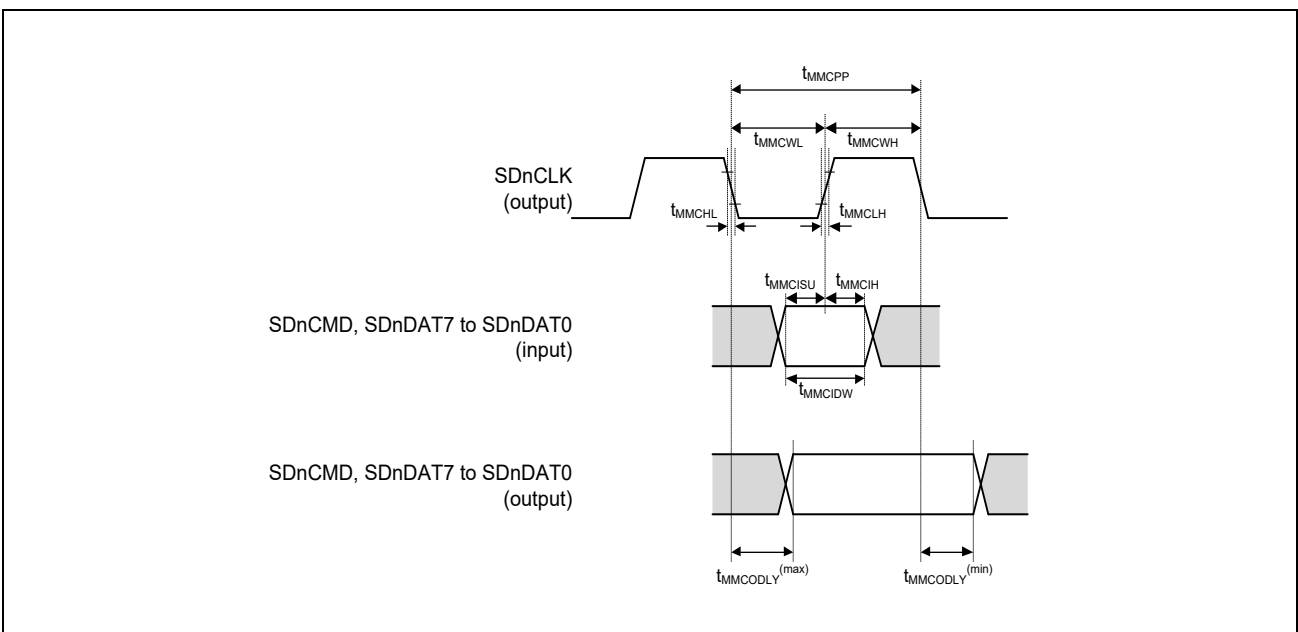 tMMCPP
tMMCWL tMMCWH
SDnCLK
(output)
tMMCHL tMMCLH
tMMCISU tMMCIH
SDnCMD, SDnDAT7 to SDnDAT0
(input)
tMMCIDW
SDnCMD, SDnDAT7 to SDnDAT0
(output)
tMMCODLY(max) tMMCODLY(min)